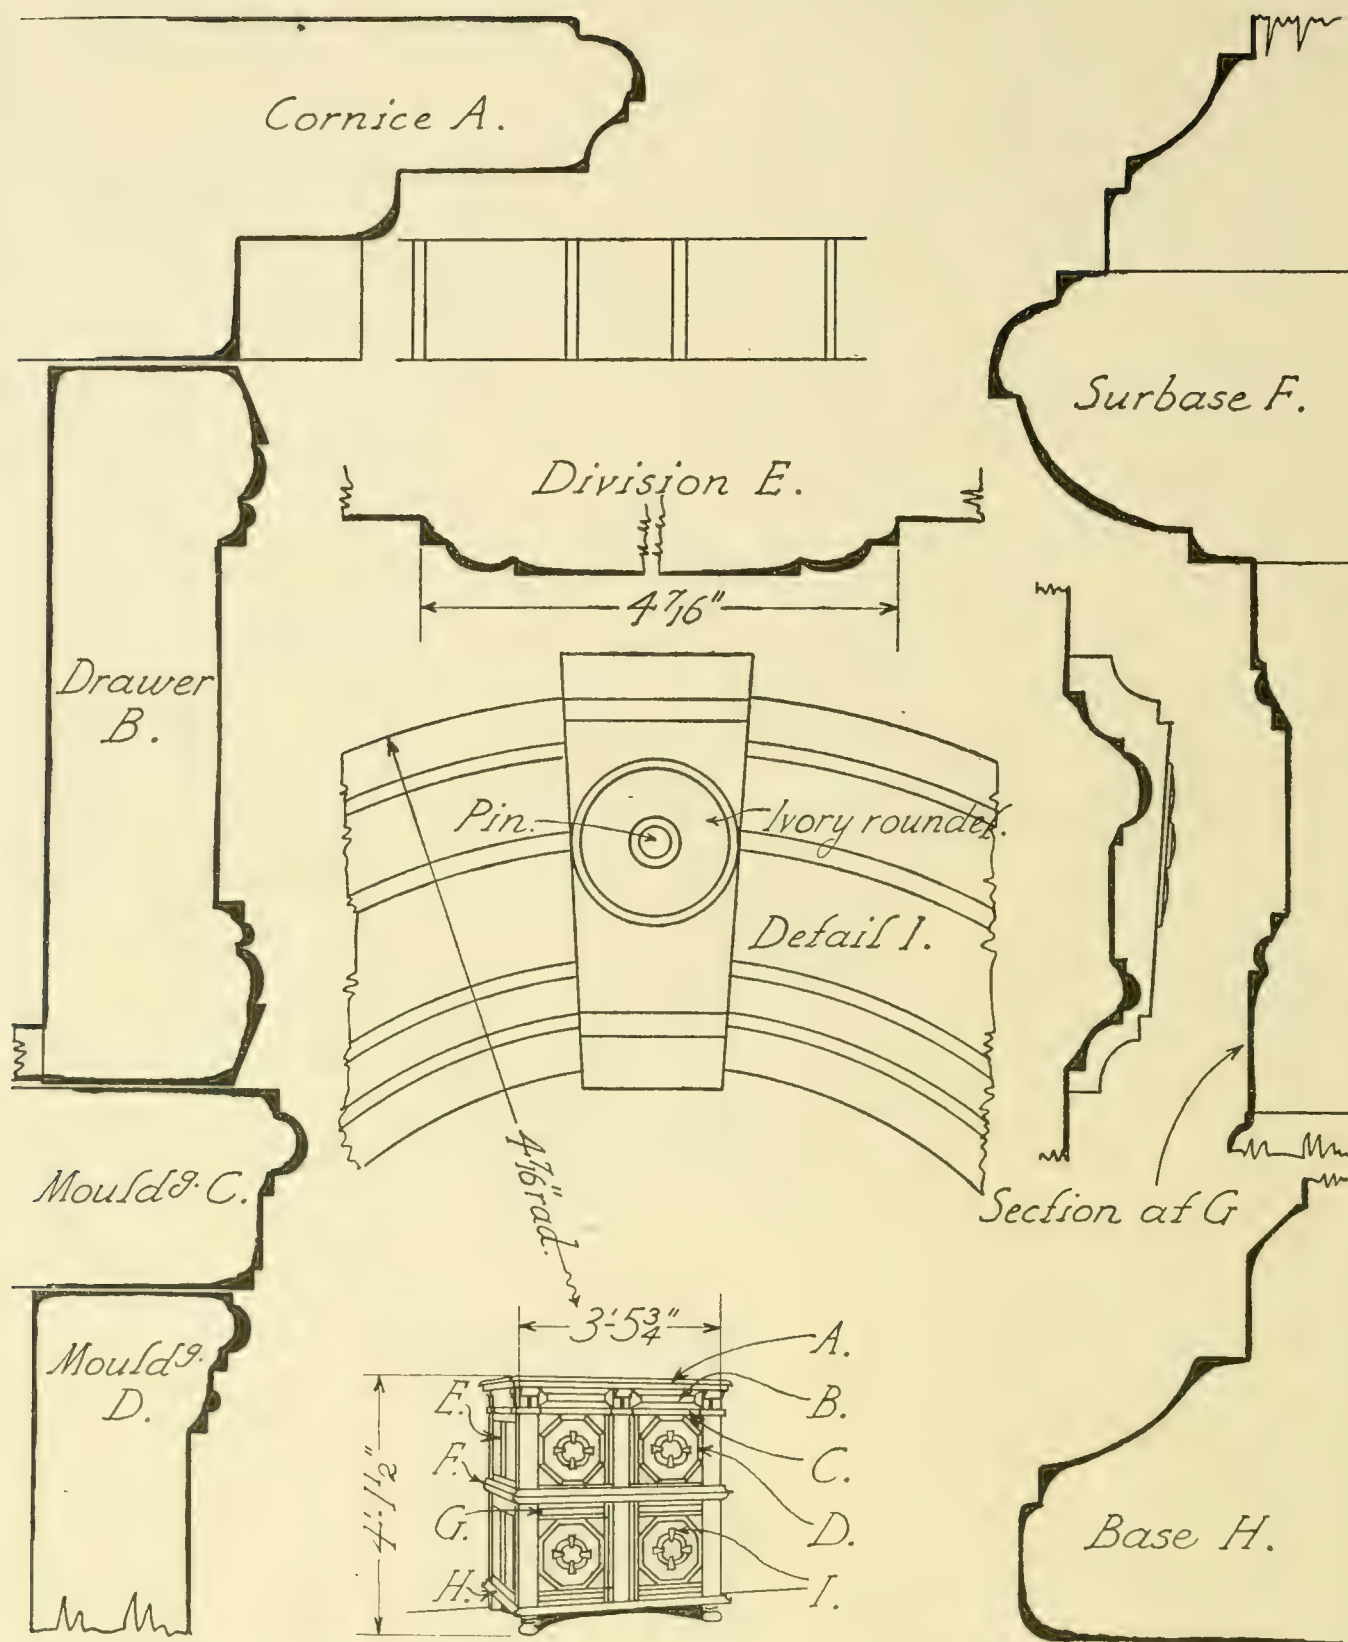 Cornice A.
Surbase F.
Division E.
4 7/16"
Drawer
B.
Pin.
Ivory roundel.
Detail I.
Mould'g. C.
4 7/16" rad.
Section at G
Mould'g.
D.
3'-5 3/4"
A.
B.
C.
D.
E.
F.
G.
H.
I.
4'-1 1/2"
Base H.